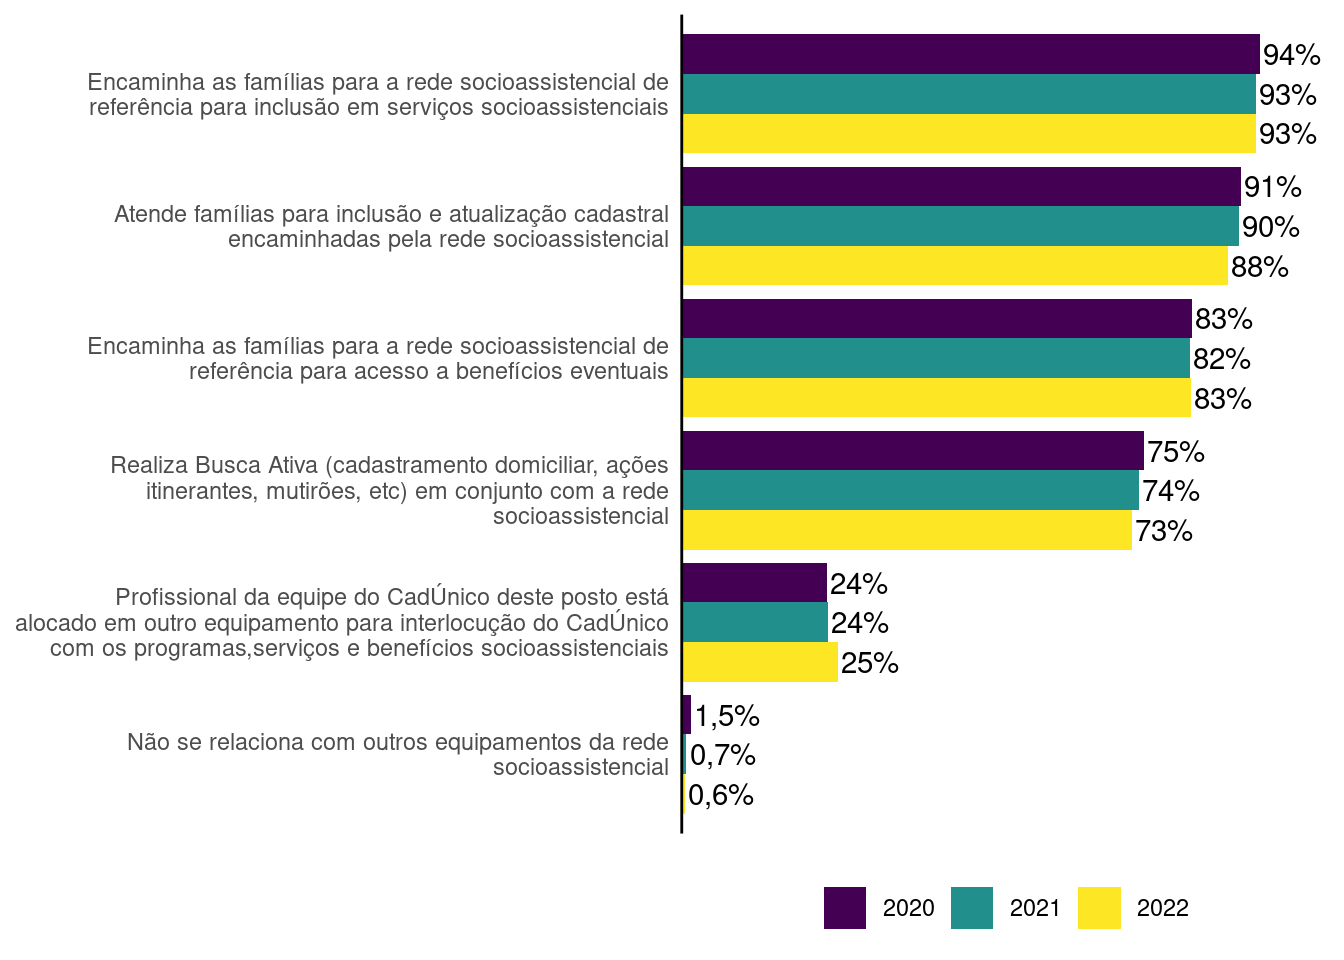 Encaminha as famílias para a rede socioassistencial de
referência para inclusão em serviços socioassistenciais
94%
93%
93%
Atende famílias para inclusão e atualização cadastral
encaminhadas pela rede socioassistencial
91%
90%
88%
Encaminha as famílias para a rede socioassistencial de
referência para acesso a benefícios eventuais
83%
82%
83%
Realiza Busca Ativa (cadastramento domiciliar, ações
itinerantes, mutirões, etc) em conjunto com a rede
socioassistencial
75%
74%
73%
Profissional da equipe do CadÚnico deste posto está
alocado em outro equipamento para interlocução do CadÚnico
com os programas,serviços e benefícios socioassistenciais
24%
24%
25%
Não se relaciona com outros equipamentos da rede
socioassistencial
1,5%
0,7%
0,6%
2020 2021 2022